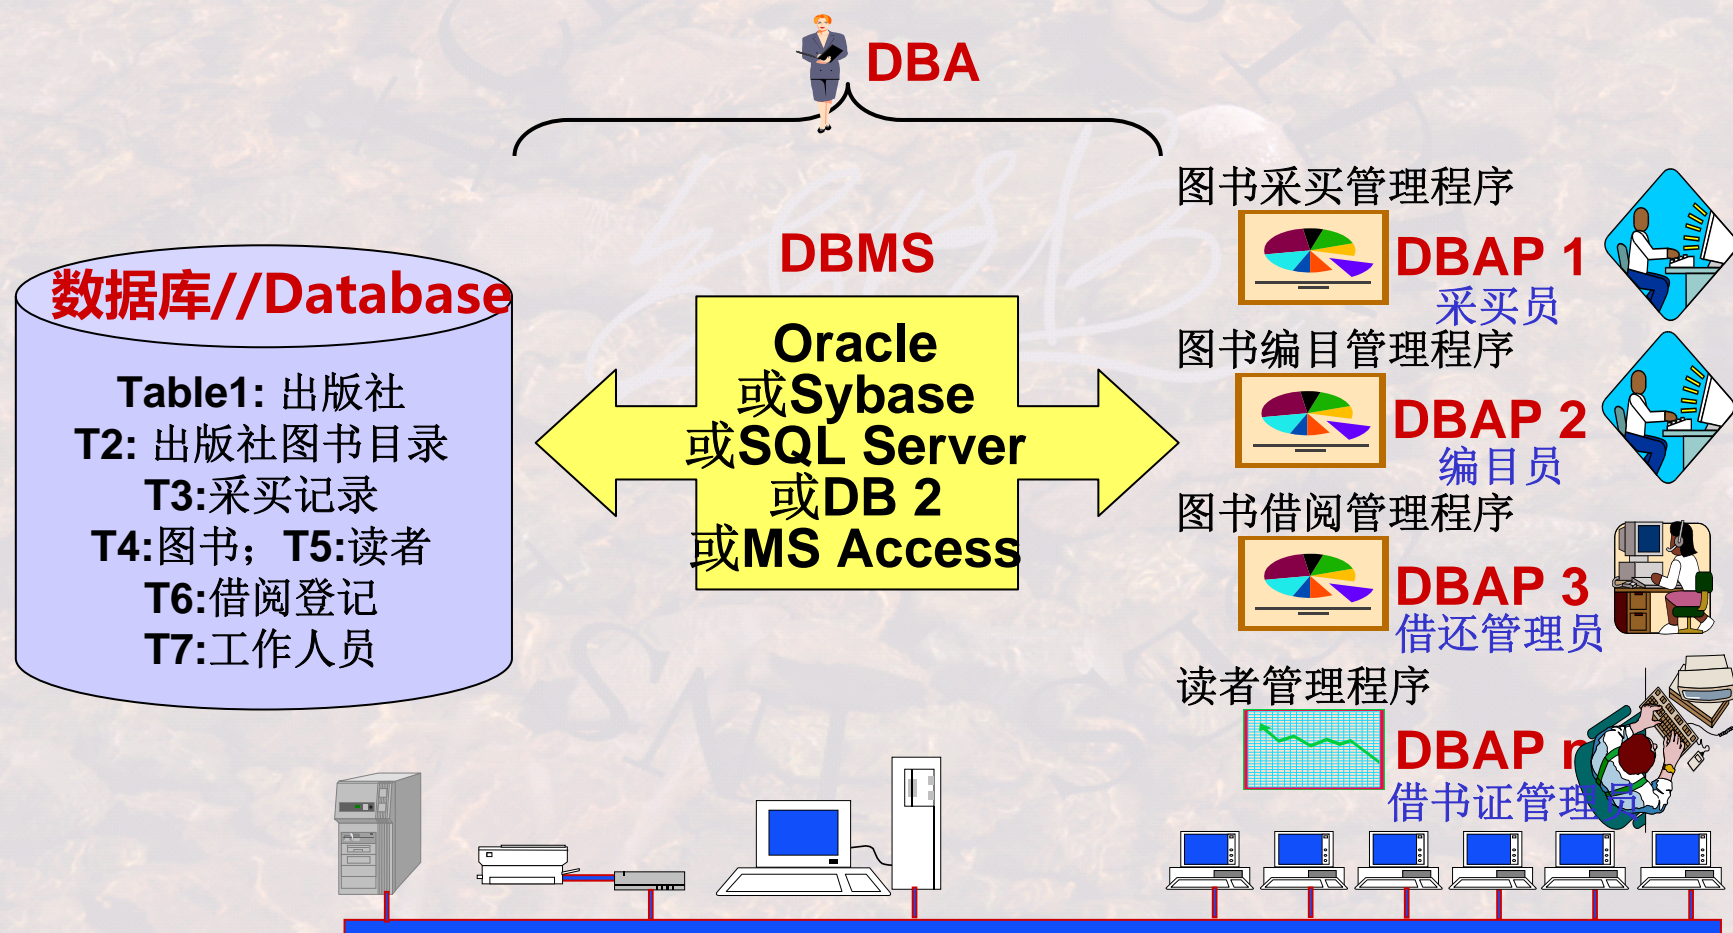 DBA
数据库//Database
Table1: 出版社
T2: 出版社图书目录
T3:采买记录
T4:图书；T5:读者
T6:借阅登记
T7:工作人员
DBMS
Oracle
或Sybase
或SQL Server
或DB 2
或MS Access
图书采买管理程序
DBAP 1
采买员
图书编目管理程序
DBAP 2
编目员
图书借阅管理程序
DBAP 3
借还管理员
读者管理程序
DBAP n
借书证管理员